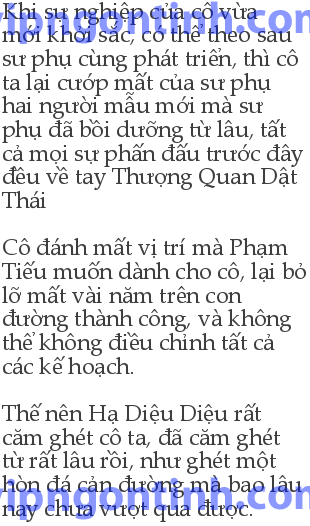 Khi sự nghiệp của cô vừa
mới khởi sắc, có thể theo sau
sư phụ cùng phát triển, thì cô
ta lại cướp mất của sư phụ
hai người mẫu mới mà sư
phụ đã bồi dưỡng từ lâu, tất
cả mọi sự phấn đấu trước đây
đều về tay Thượng Quan Dật
Thái
Cô đánh mất vị trí mà Phạm
Tiếu muốn dành cho cô, lại bỏ
lỡ mất vài năm trên con
đường thành công, và không
thể không điều chỉnh tất cả
các kế hoạch.
Thế nên Hạ Diệu Diệu rất
căm ghét cô ta, đã căm ghét
từ rất lâu rồi, như ghét một
hòn đá cản đường mà bao lâu
nay chưa vượt qua được.
vipngontinh.com
vipngontinh.com